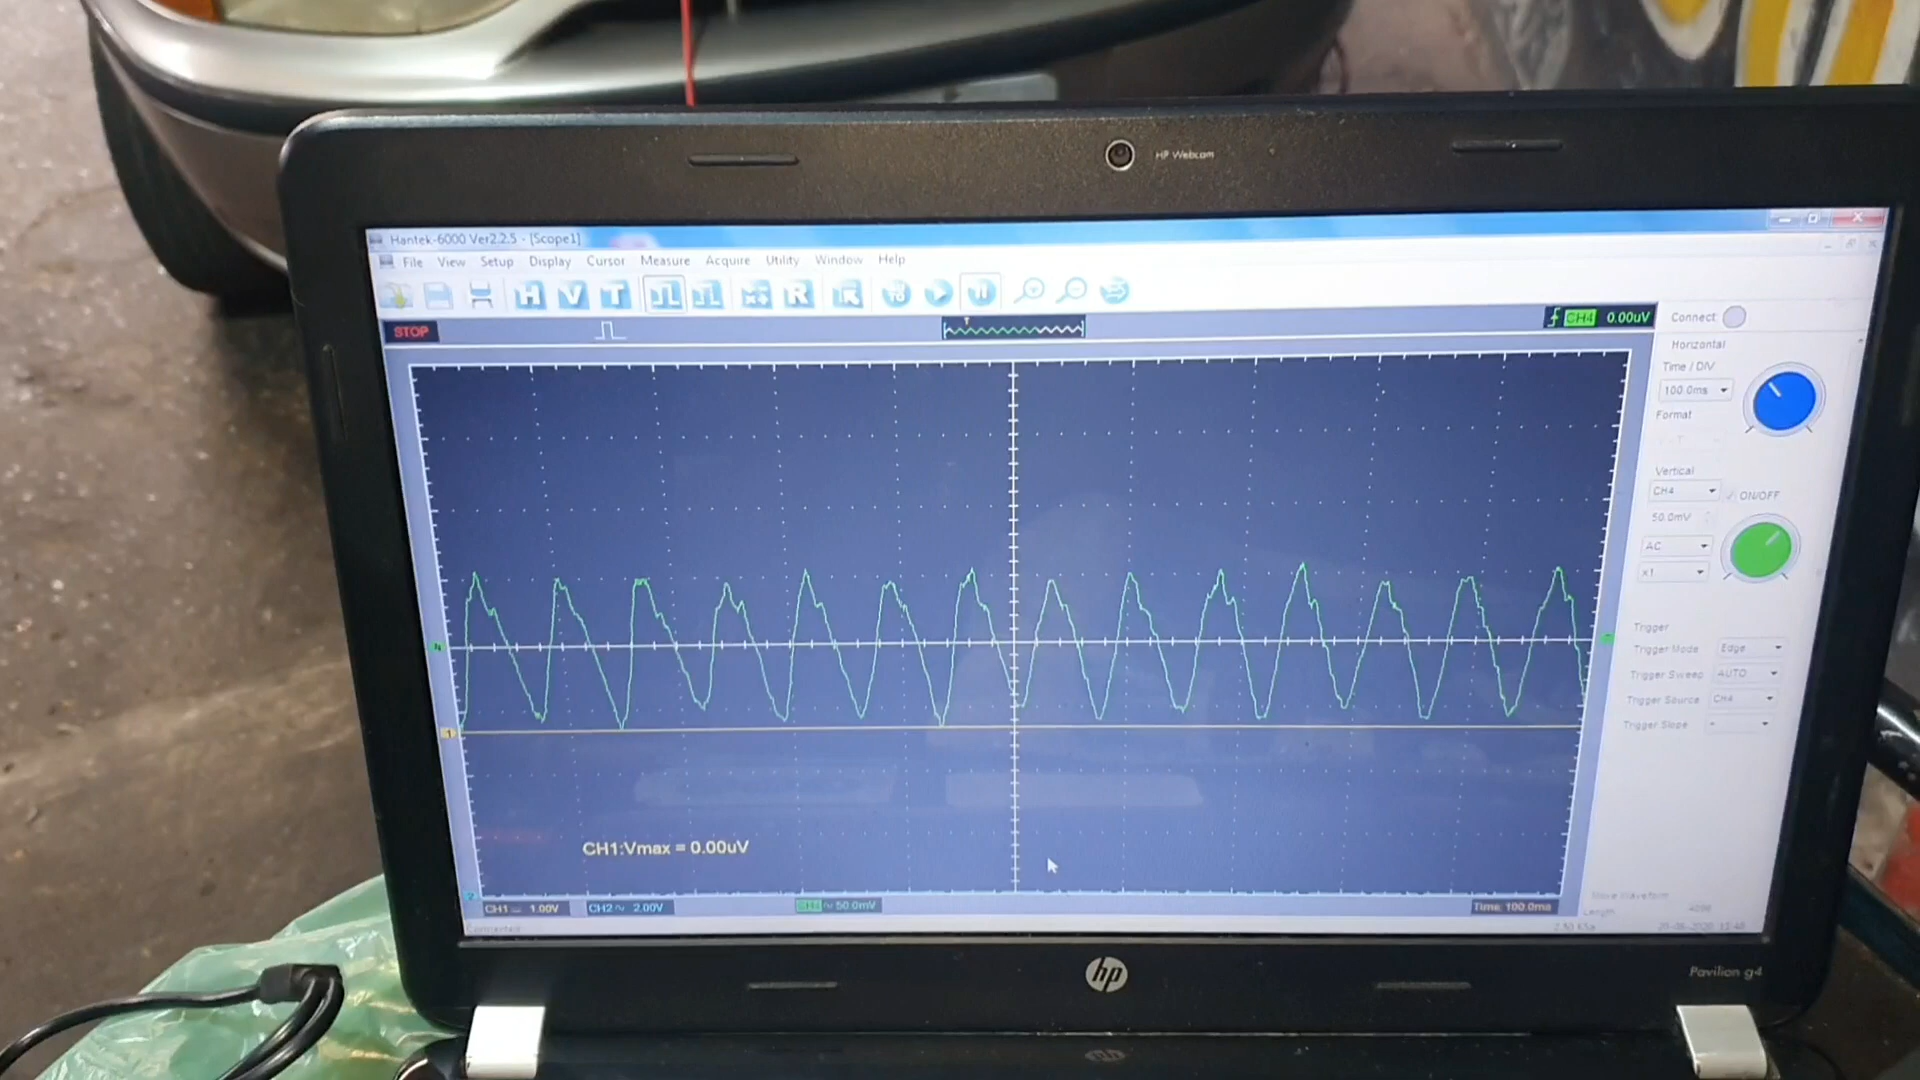 HP Webcam
Hantek-6000 Ver2.2.5 - [Scope1]
File View Setup Display Cursor Measure Acquire Utility Window Help
H V T R
STOP
CH4 0.00uV
Connect:
Horizontal
Time / DIV
100.0ms
Format
Vertical
CH4
ON/OFF
50.0mV
AC
x1
Trigger
Trigger Mode Edge
Trigger Sweep AUTO
Trigger Source CH4
Trigger Slope
CH1:Vmax = 0.00uV
CH1 1.00V CH2 ~ 2.00V CH4 ~ 50.0mV Time: 100.0ms
Connected
hp
Pavilion g4